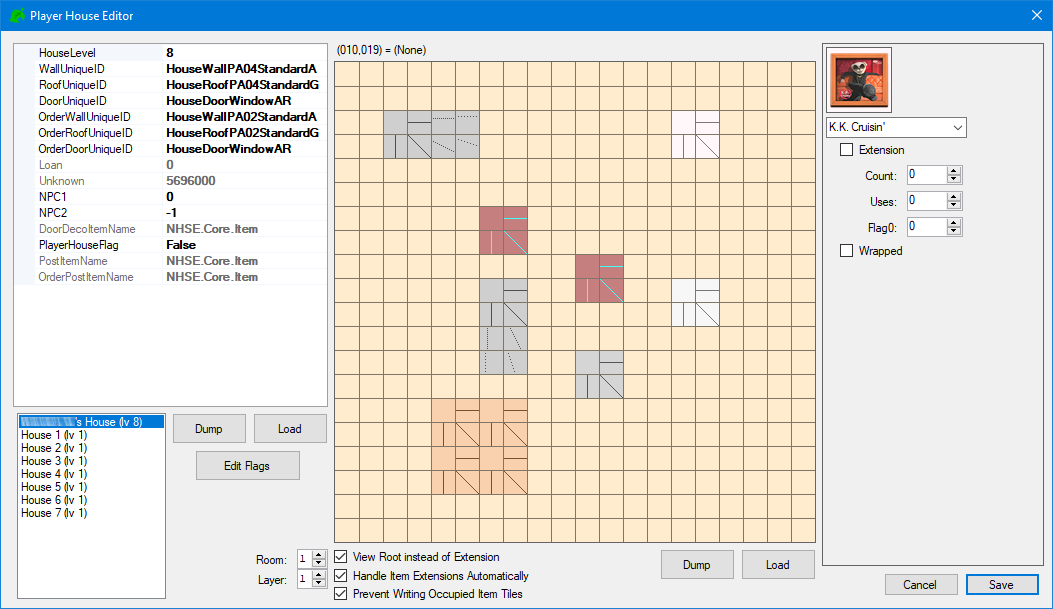 Player House Editor
HouseLevel 8
WallUniqueID HouseWallPA04StandardA
RoofUniqueID HouseRoofPA04StandardG
DoorUniqueID HouseDoorWindowAR
OrderWallUniqueID HouseWallPA02StandardA
OrderRoofUniqueID HouseRoofPA02StandardG
OrderDoorUniqueID HouseDoorWindowAR
Loan 0
Unknown 5696000
NPC1 0
NPC2 -1
DoorDecoItemName NHSE.Core.Item
PlayerHouseFlag False
PostItemName NHSE.Core.Item
OrderPostItemName NHSE.Core.Item
's House (lv 8)
House 1 (lv 1)
House 2 (lv 1)
House 3 (lv 1)
House 4 (lv 1)
House 5 (lv 1)
House 6 (lv 1)
House 7 (lv 1)
Dump
Load
Edit Flags
Room: 1
Layer: 1
(010,019) = (None)
View Root instead of Extension
Handle Item Extensions Automatically
Prevent Writing Occupied Item Tiles
Dump
Load
K.K. Cruisin'
Extension
Count: 0
Uses: 0
Flag0: 0
Wrapped
Cancel
Save